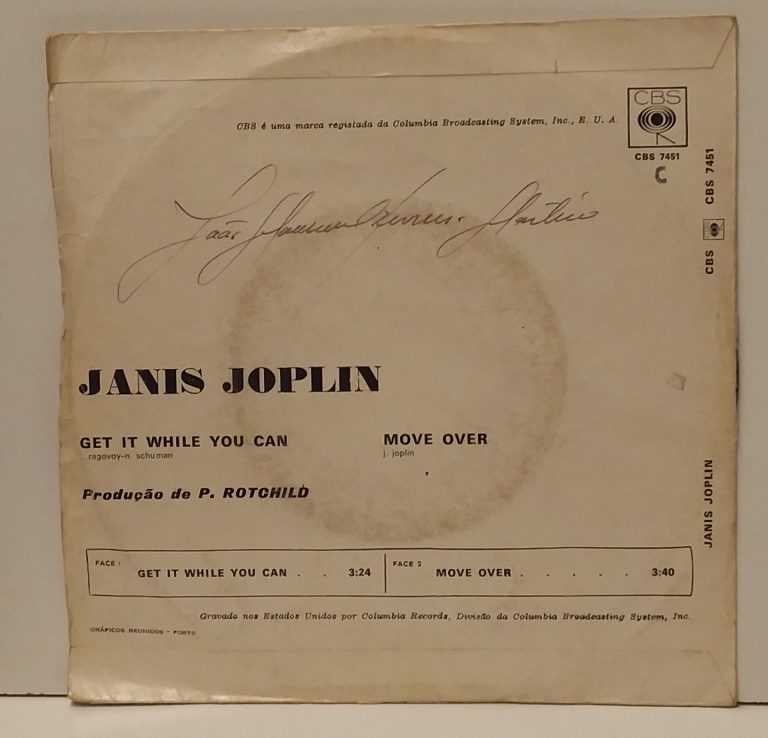 CBS é uma marca registada da Columbia Broadcasting System, Inc., E. U. A.
CBS
CBS 7451
C
João
JANIS JOPLIN
GET IT WHILE YOU CAN
ragovoy-n. schuman
MOVE OVER
j. joplin
Produção de P. ROTCHILD
FACE 1
GET IT WHILE YOU CAN . . 3:24
FACE 2
MOVE OVER . . . . . 3:40
Gravado nos Estados Unidos por Columbia Records, Divisão da Columbia Broadcasting System, Inc.
GRÁFICOS REUNIDOS - PORTO
CBS 7451
CBS
JANIS JOPLIN